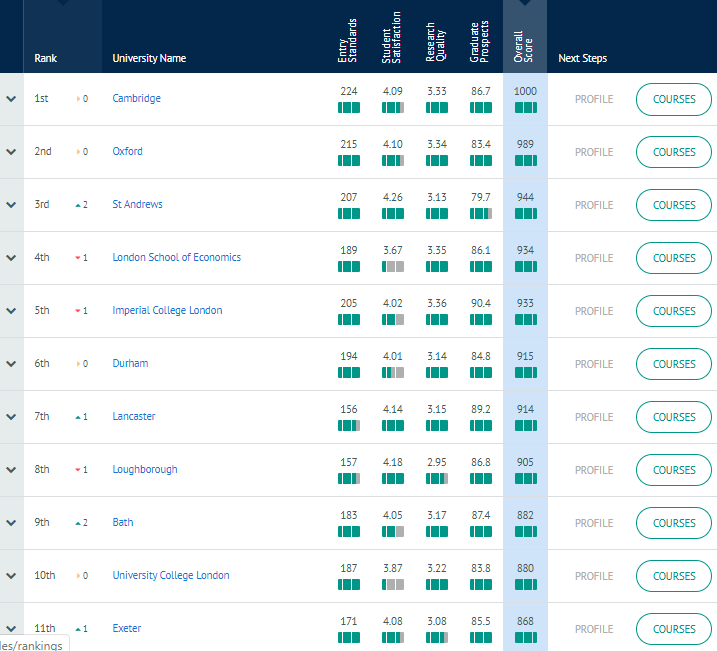 Rank University Name Entry Standards Student Satisfaction Research Quality Graduate Prospects Overall Score Next Steps
1st 0 Cambridge 224 4.09 3.33 86.7 1000 PROFILE COURSES
2nd 0 Oxford 215 4.10 3.34 83.4 989 PROFILE COURSES
3rd 2 St Andrews 207 4.26 3.13 79.7 944 PROFILE COURSES
4th 1 London School of Economics 189 3.67 3.35 86.1 934 PROFILE COURSES
5th 1 Imperial College London 205 4.02 3.36 90.4 933 PROFILE COURSES
6th 0 Durham 194 4.01 3.14 84.8 915 PROFILE COURSES
7th 1 Lancaster 156 4.14 3.15 89.2 914 PROFILE COURSES
8th 1 Loughborough 157 4.18 2.95 86.8 905 PROFILE COURSES
9th 2 Bath 183 4.05 3.17 87.4 882 PROFILE COURSES
10th 0 University College London 187 3.87 3.22 83.8 880 PROFILE COURSES
11th 1 Exeter 171 4.08 3.08 85.5 868 PROFILE COURSES
les/rankings